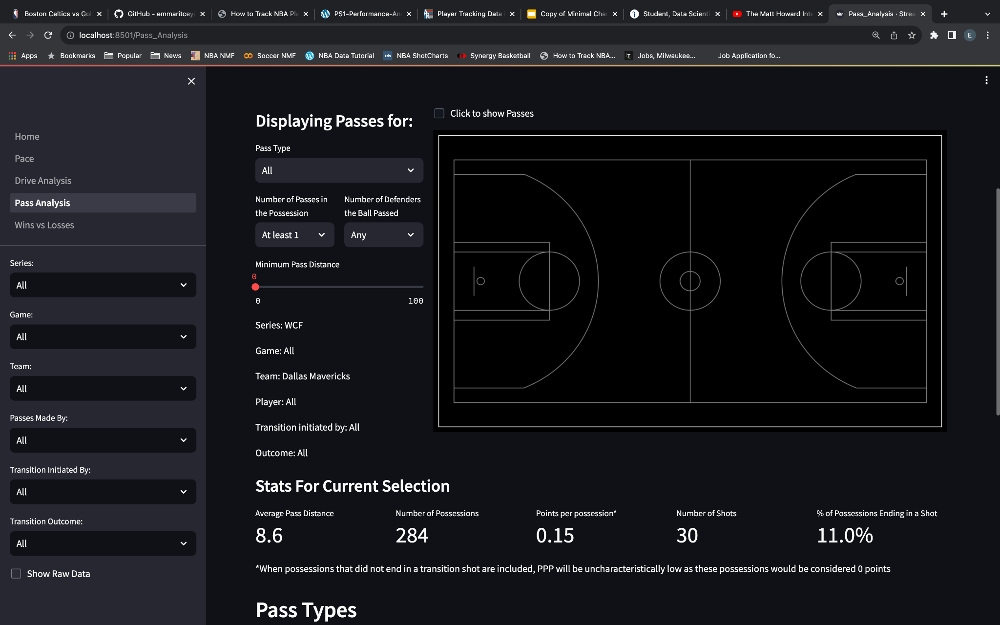 Boston Celtics vs Gol
GitHub - emmaritcey/
How to Track NBA Pla
PS1-Performance-An
Player Tracking Data
Copy of Minimal Char
Student, Data Scienti
The Matt Howard Inte
Pass_Analysis · Strea
localhost:8501/Pass_Analysis
E
Apps
Bookmarks
Popular
News
NBA NMF
Soccer NMF
NBA Data Tutorial
tds
NBA ShotCharts
Synergy Basketball
How to Track NBA...
T
Jobs, Milwaukee...
Job Application fo...
Home
Pace
Drive Analysis
Pass Analysis
Wins vs Losses
Series:
All
Game:
All
Team:
All
Passes Made By:
All
Transition Initiated By:
All
Transition Outcome:
All
Show Raw Data
Displaying Passes for:
Pass Type
All
Number of Passes in
the Possession
At least 1
Number of Defenders
the Ball Passed
Any
Minimum Pass Distance
0
0
100
Series: WCF
Game: All
Team: Dallas Mavericks
Player: All
Transition initiated by: All
Outcome: All
Click to show Passes
Stats For Current Selection
Average Pass Distance
8.6
Number of Possessions
284
Points per possession*
0.15
Number of Shots
30
% of Possessions Ending in a Shot
11.0%
*When possessions that did not end in a transition shot are included, PPP will be uncharacteristically low as these possessions would be considered 0 points
Pass Types